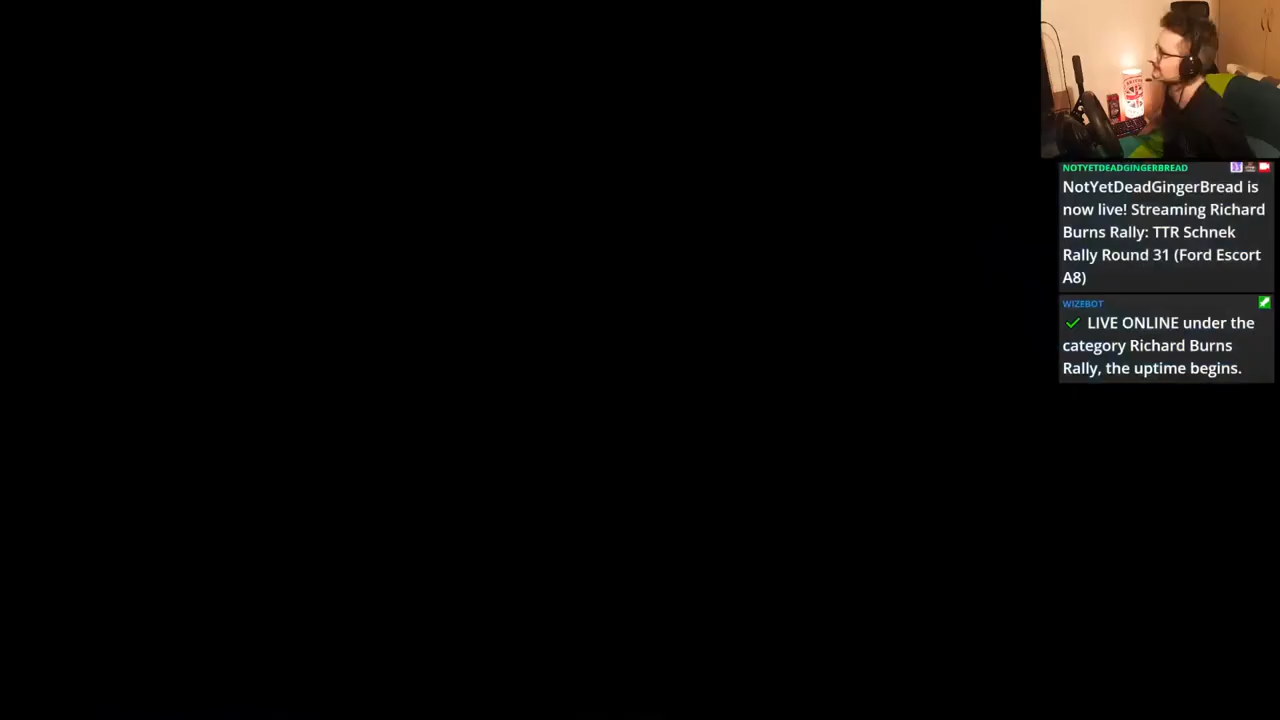 NOTYETDEADGINGERBREAD
NotYetDeadGingerBread is
now live! Streaming Richard
Burns Rally: TTR Schnek
Rally Round 31 (Ford Escort
A8)
WIZEBOT
LIVE ONLINE under the
category Richard Burns
Rally, the uptime begins.